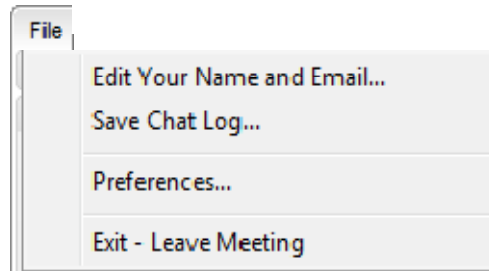 File
Edit Your Name and Email...
Save Chat Log...
Preferences...
Exit - Leave Meeting